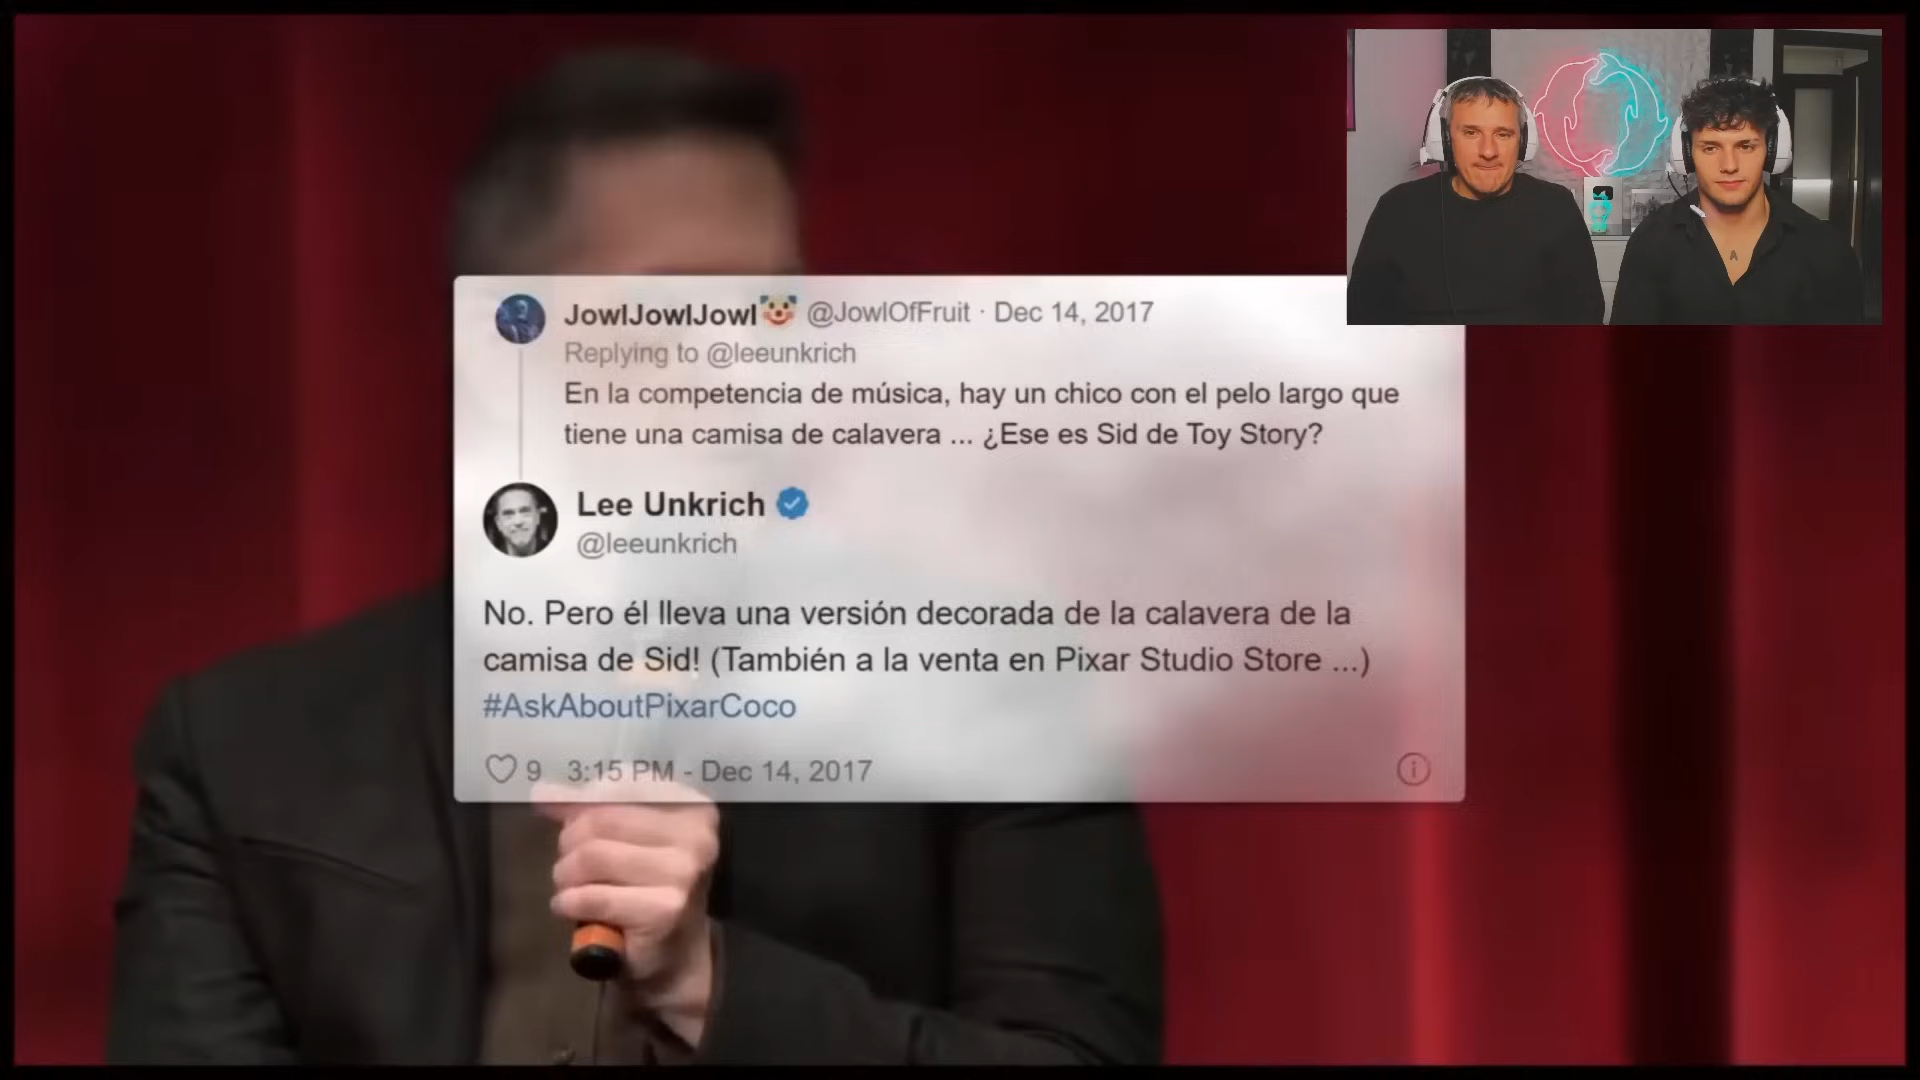 JowlJowlJowl🤡 @JowlOfFruit · Dec 14, 2017
Replying to @leeunkrich
En la competencia de música, hay un chico con el pelo largo que
tiene una camisa de calavera ... ¿Ese es Sid de Toy Story?
Lee Unkrich
@leeunkrich
No. Pero él lleva una versión decorada de la calavera de la
camisa de Sid! (También a la venta en Pixar Studio Store ...)
#AskAboutPixarCoco
9 3:15 PM - Dec 14, 2017
A